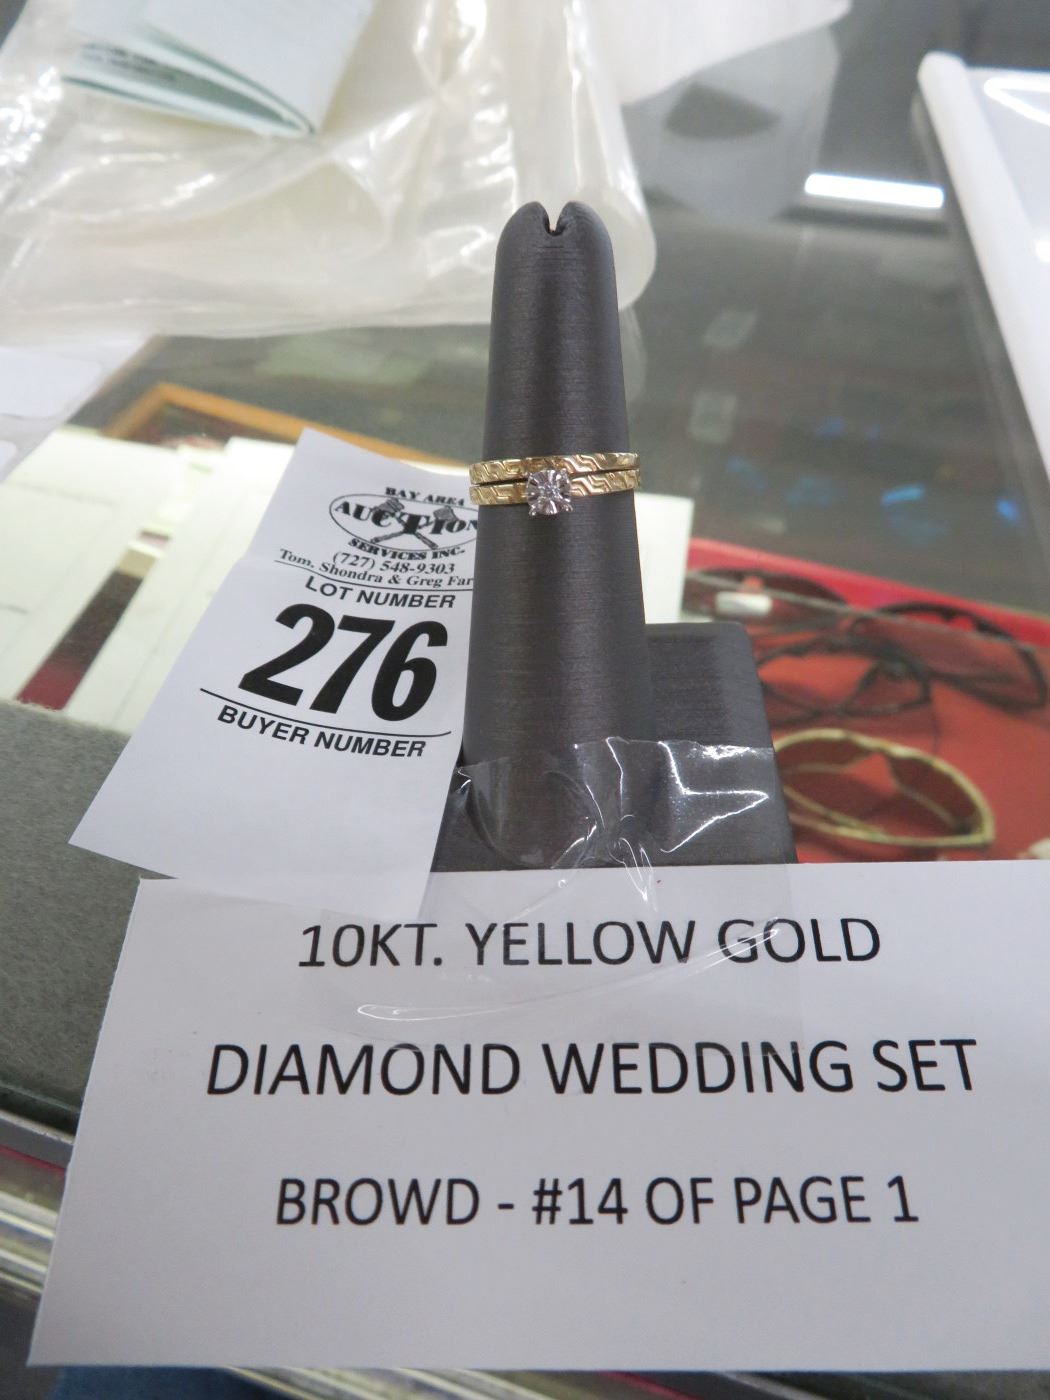 BAY AREA
AUCTION
SERVICES INC.
(727) 548-9303
Tom, Shondra & Greg Far
LOT NUMBER
276
BUYER NUMBER
10KT. YELLOW GOLD
DIAMOND WEDDING SET
BROWD - #14 OF PAGE 1